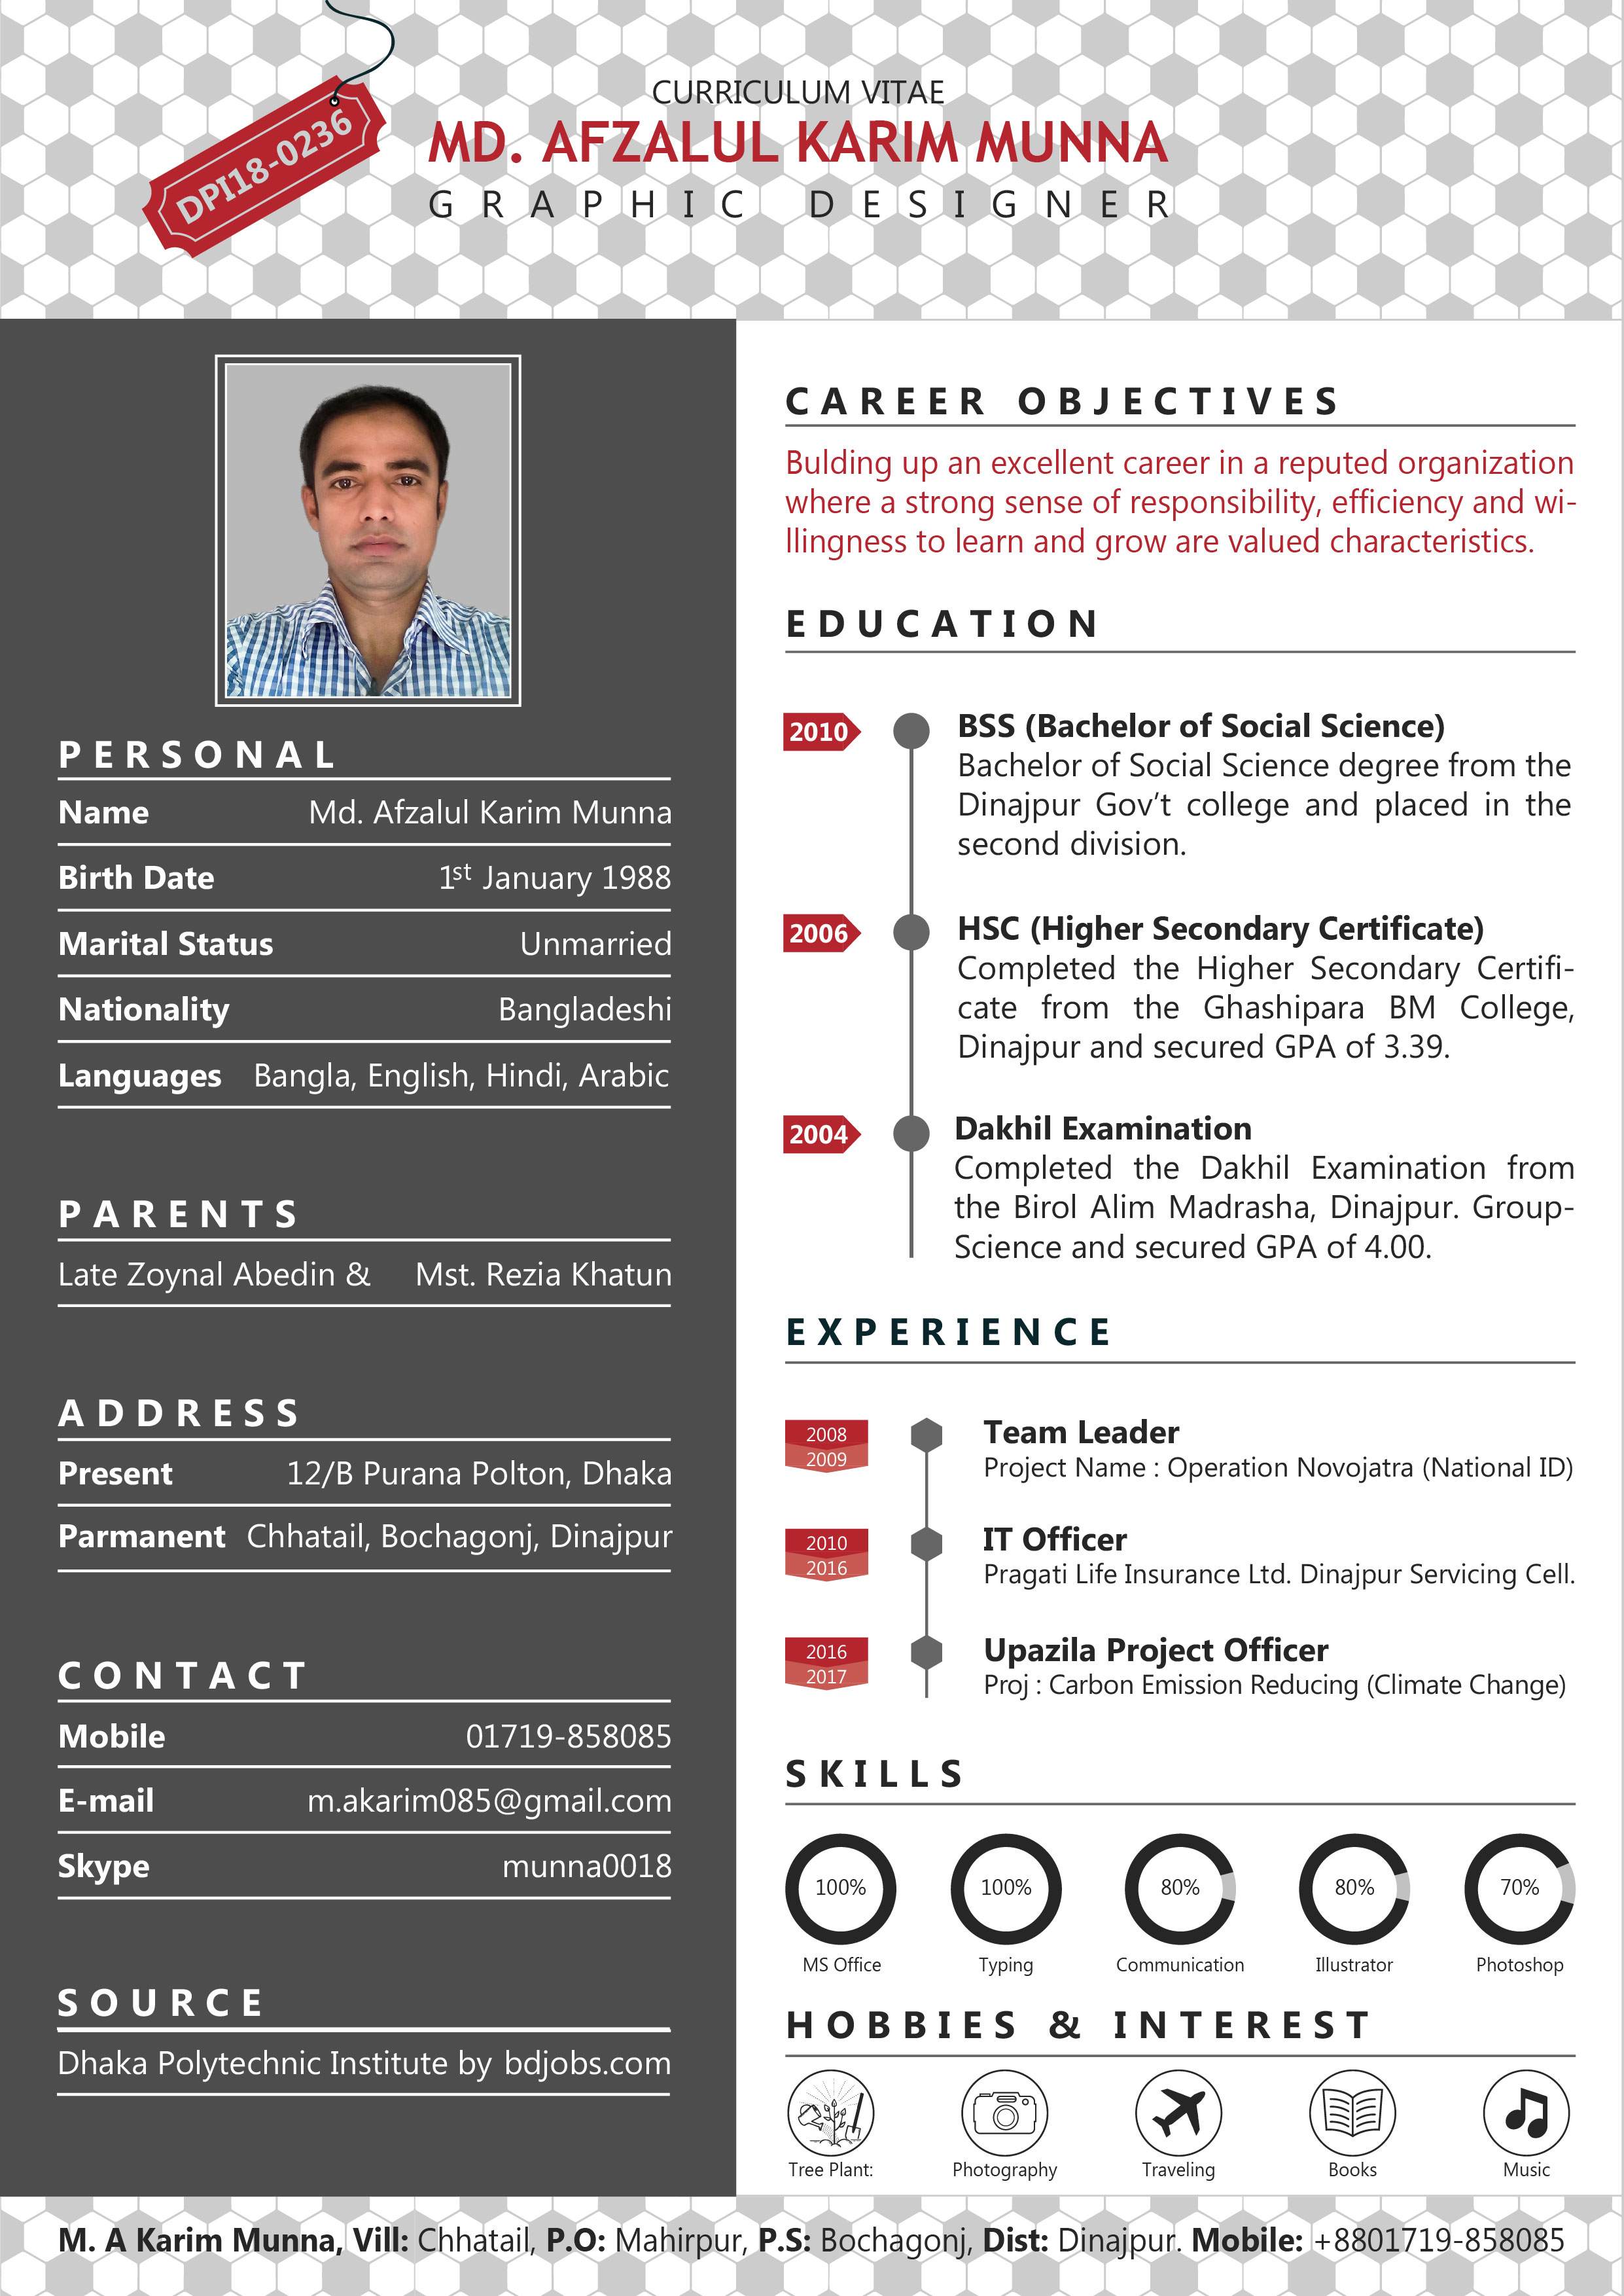 DPI18-0236
CURRICULUM VITAE
MD. AFZALUL KARIM MUNNA
GRAPHIC DESIGNER
PERSONAL
Name Md. Afzalul Karim Munna
Birth Date 1st January 1988
Marital Status Unmarried
Nationality Bangladeshi
Languages Bangla, English, Hindi, Arabic
PARENTS
Late Zoynal Abedin & Mst. Rezia Khatun
ADDRESS
Present 12/B Purana Polton, Dhaka
Parmanent Chhatail, Bochagonj, Dinajpur
CONTACT
Mobile 01719-858085
E-mail m.akarim085@gmail.com
Skype munna0018
SOURCE
Dhaka Polytechnic Institute by bdjobs.com
CAREER OBJECTIVES
Bulding up an excellent career in a reputed organization
where a strong sense of responsibility, efficiency and wi-
llingness to learn and grow are valued characteristics.
EDUCATION
2010
BSS (Bachelor of Social Science)
Bachelor of Social Science degree from the
Dinajpur Gov't college and placed in the
second division.
2006
HSC (Higher Secondary Certificate)
Completed the Higher Secondary Certifi-
cate from the Ghashipara BM College,
Dinajpur and secured GPA of 3.39.
2004
Dakhil Examination
Completed the Dakhil Examination from
the Birol Alim Madrasha, Dinajpur. Group-
Science and secured GPA of 4.00.
EXPERIENCE
2008
2009
Team Leader
Project Name : Operation Novojatra (National ID)
2010
2016
IT Officer
Pragati Life Insurance Ltd. Dinajpur Servicing Cell.
2016
2017
Upazila Project Officer
Proj : Carbon Emission Reducing (Climate Change)
SKILLS
100% 100% 80% 80% 70%
MS Office Typing Communication Illustrator Photoshop
HOBBIES & INTEREST
Tree Plant: Photography Traveling Books Music
M. A Karim Munna, Vill: Chhatail, P.O: Mahirpur, P.S: Bochagonj, Dist: Dinajpur. Mobile: +8801719-858085